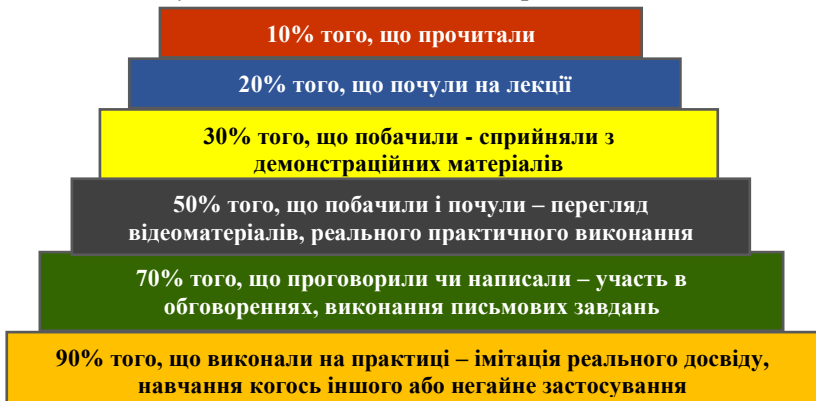 10% того, що прочитали
20% того, що почули на лекції
30% того, що побачили - сприйняли з
демонстраційних матеріалів
50% того, що побачили і почули – перегляд
відеоматеріалів, реального практичного виконання
70% того, що проговорили чи написали – участь в
обговореннях, виконання письмових завдань
90% того, що виконали на практиці – імітація реального досвіду,
навчання когось іншого або негайне застосування